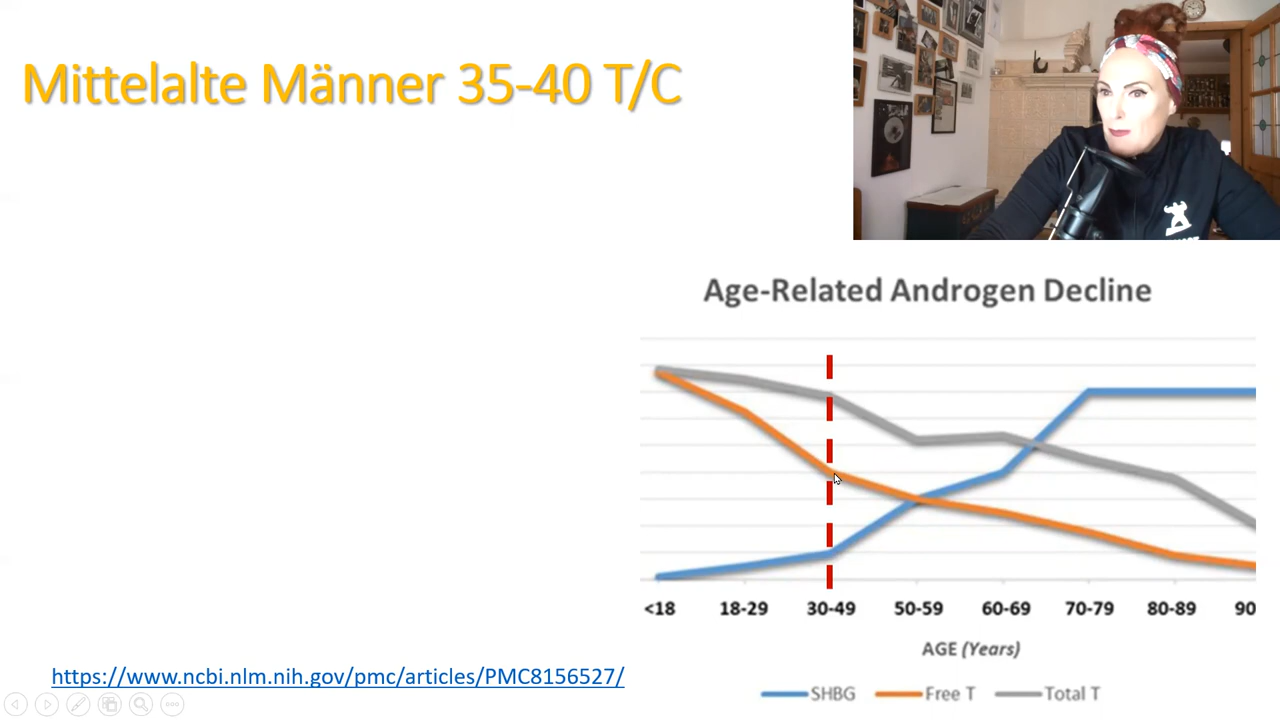 Mittelalte Männer 35-40 T/C
Age-Related Androgen Decline
<18 18-29 30-49 50-59 60-69 70-79 80-89 90
AGE (Years)
SHBG Free T Total T
https://www.ncbi.nlm.nih.gov/pmc/articles/PMC8156527/